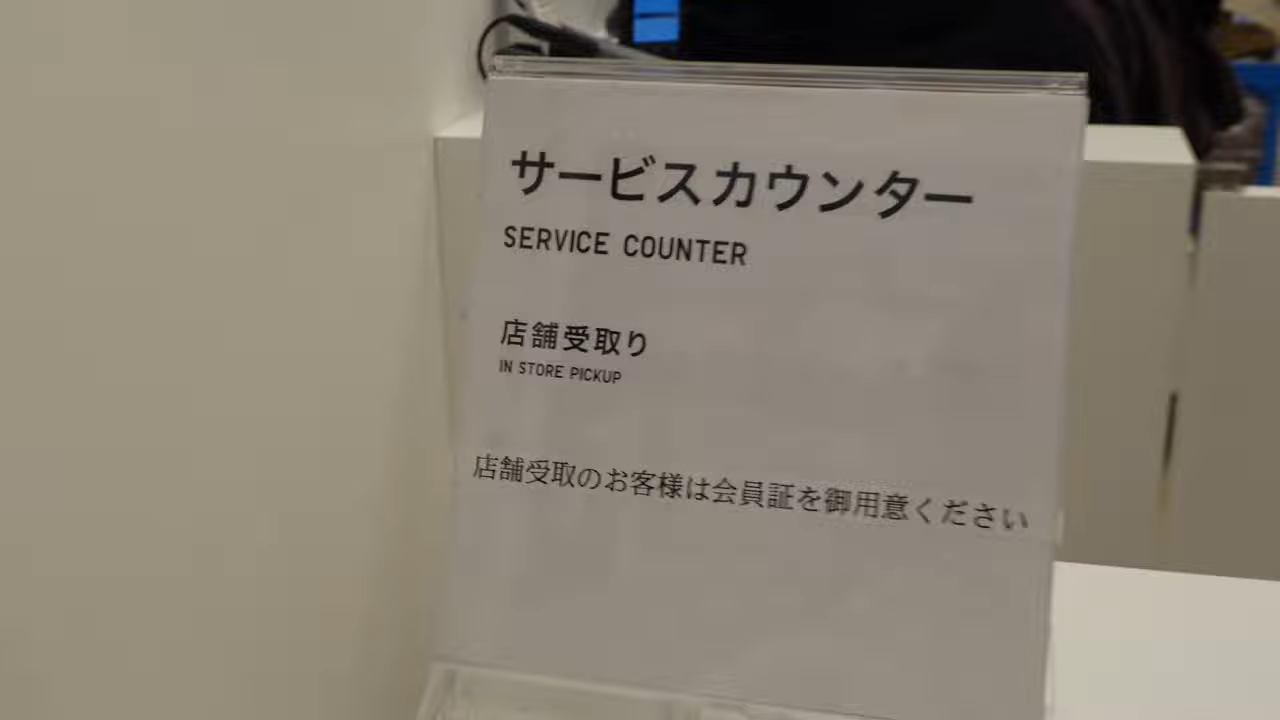 サービスカウンター
SERVICE COUNTER
店舗受取り
IN STORE PICKUP
店舗受取のお客様は会員証を御用意ください